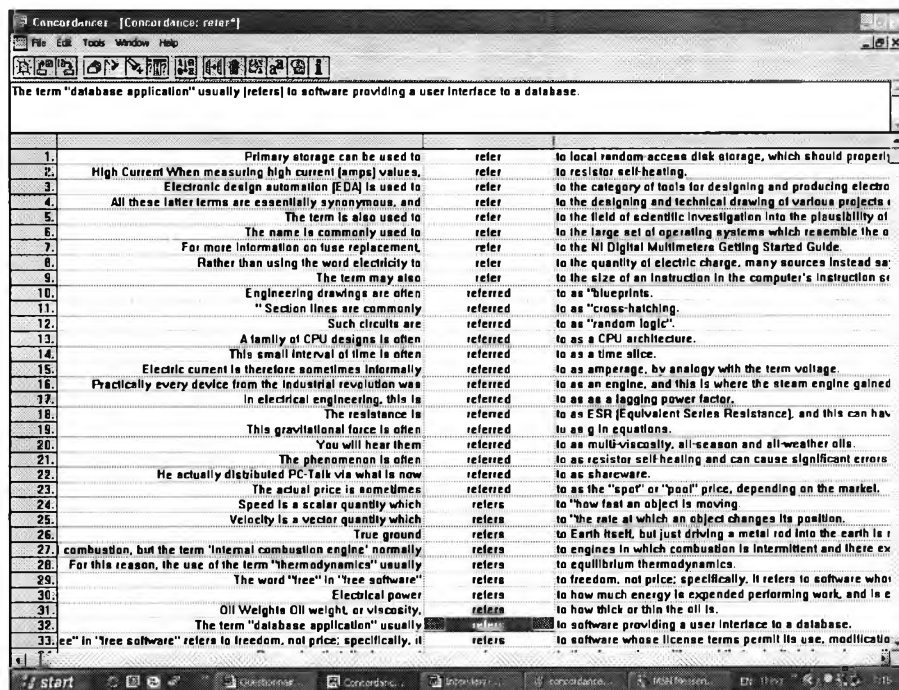 Concordancer - [Concordance: refer*]
File Edit Tools Window Help
The term "database application" usually [refers] to software providing a user interface to a database.
1. Primary storage can be used to refer to local random-access disk storage, which should properly
2. High Current When measuring high current (amps) values, refer to resistor self-heating.
3. Electronic design automation (EDA) is used to refer to the category of tools for designing and producing electro
4. All these latter terms are essentially synonymous, and refer to the designing and technical drawing of various projects
5. The term is also used to refer to the field of scientific investigation into the plausibility of
6. The name is commonly used to refer to the large set of operating systems which resemble the o
7. For more information on fuse replacement, refer to the NI Digital Multimeters Getting Started Guide.
8. Rather than using the word electricity to refer to the quantity of electric charge, many sources instead sa
9. The term may also refer to the size of an instruction in the computer's instruction se
10. Engineering drawings are often referred to as "blueprints.
11. " Section lines are commonly referred to as "cross-hatching.
12. Such circuits are referred to as "random logic".
13. A family of CPU designs is often referred to as a CPU architecture.
14. This small interval of time is often referred to as a time slice.
15. Electric current is therefore sometimes informally referred to as amperage, by analogy with the term voltage.
16. Practically every device from the industrial revolution was referred to as an engine, and this is where the steam engine gained
17. In electrical engineering, this is referred to as as a lagging power factor.
18. The resistance is referred to as ESR (Equivalent Series Resistance), and this can hav
19. This gravitational force is often referred to as g in equations.
20. You will hear them referred to as multi-viscosity, all-season and all-weather oils.
21. The phenomenon is often referred to as resistor self-heating and can cause significant errors
22. He actually distributed PC-Talk via what is now referred to as shareware.
23. The actual price is sometimes referred to as the "spot" or "pool" price, depending on the market.
24. Speed is a scalar quantity which refers to "how fast an object is moving.
25. Velocity is a vector quantity which refers to "the rate at which an object changes its position.
26. True ground refers to Earth itself, but just driving a metal rod into the earth is
27. combustion, but the term 'internal combustion engine' normally refers to engines in which combustion is intermittent and there ex
28. For this reason, the use of the term "thermodynamics" usually refers to equilibrium thermodynamics.
29. The word "free" in "free software" refers to freedom, not price; specifically, it refers to software whos
30. Electrical power refers to how much energy is expended performing work, and is e
31. Oil Weights Oil weight, or viscosity, refers to how thick or thin the oil is.
32. The term "database application" usually refers to software providing a user interface to a database.
33. ee" in "free software" refers to freedom, not price; specifically, it refers to software whose license terms permit its use, modificatio
start Questionnai... Concordanc... concordance... MSN Messen... EN